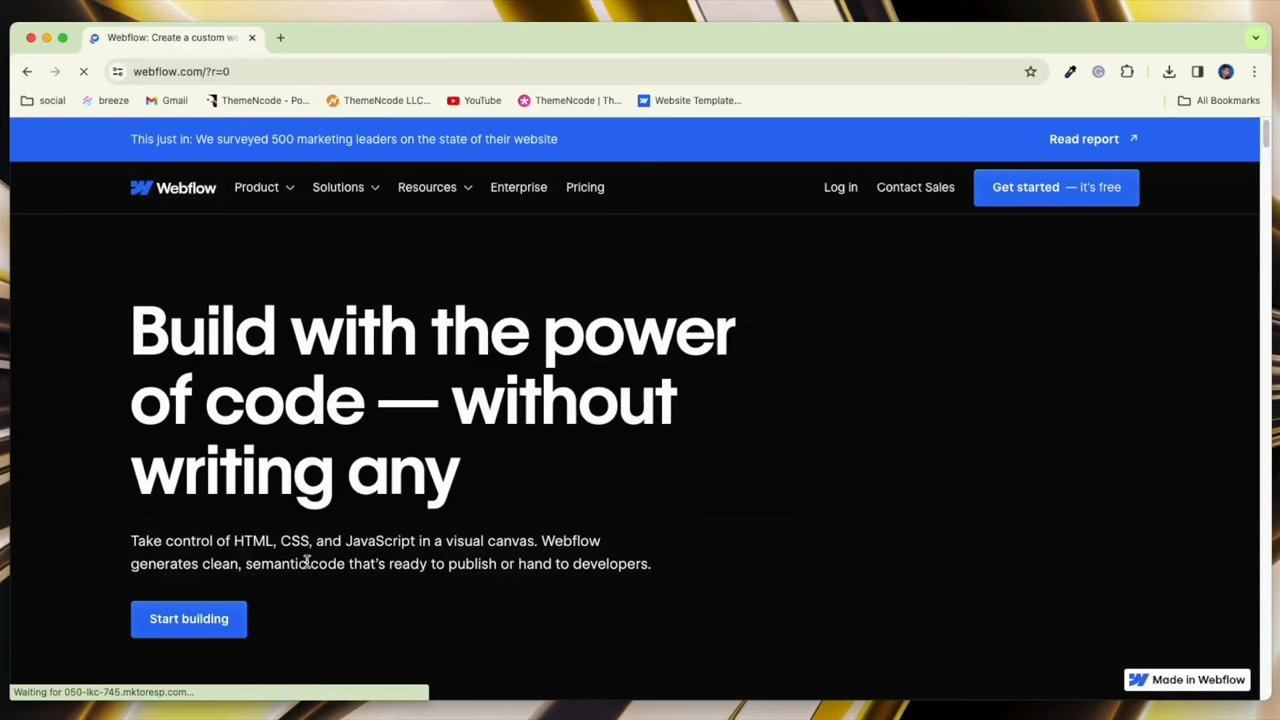 Webflow: Create a custom we
webflow.com/?r=0
social
breeze
Gmail
ThemeNcode - Po...
ThemeNcode LLC...
YouTube
ThemeNcode | Th...
Website Template...
All Bookmarks
This just in: We surveyed 500 marketing leaders on the state of their website
Read report
Webflow
Product
Solutions
Resources
Enterprise
Pricing
Log in
Contact Sales
Get started — it's free
Build with the power
of code — without
writing any
Take control of HTML, CSS, and JavaScript in a visual canvas. Webflow
generates clean, semantic code that's ready to publish or hand to developers.
Start building
Made in Webflow
Waiting for 050-lkc-745.mktoresp.com...